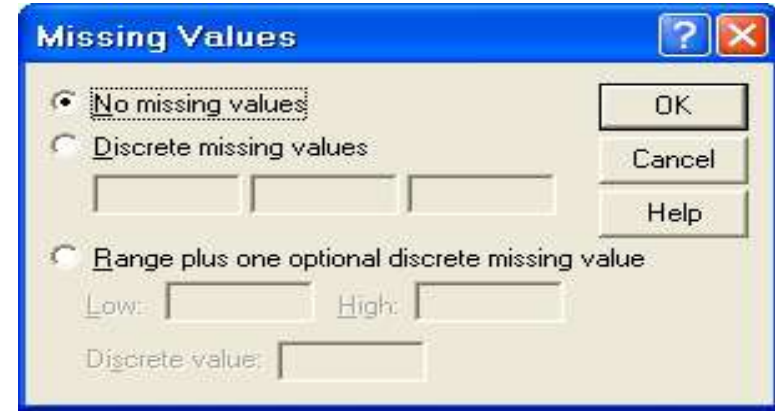 Missing Values ?
No missing values OK
Discrete missing values Cancel
Help
Range plus one optional discrete missing value
Low: High:
Discrete value: